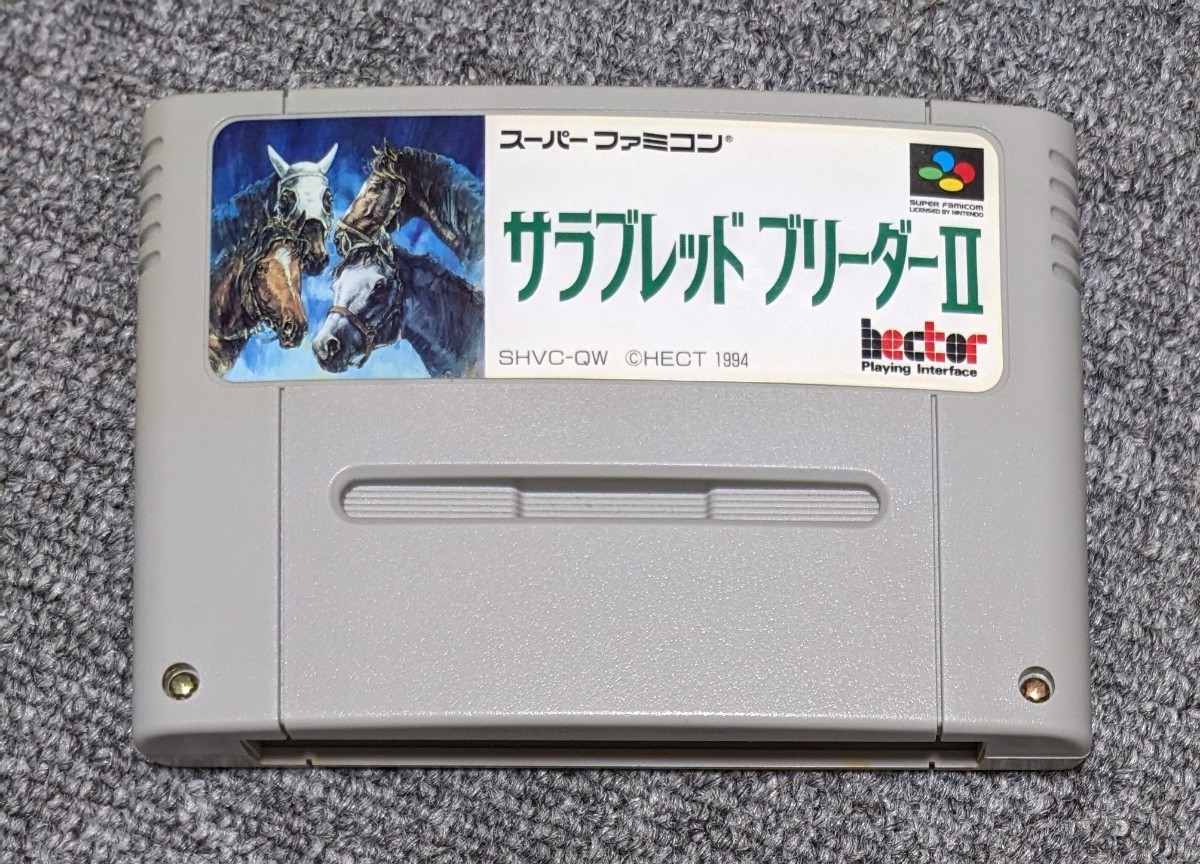 スーパーファミコン®
SUPER FAMICOM
LICENSED BY NINTENDO
サラブレッド ブリーダーII
hector
Playing Interface
SHVC-QW ©HECT 1994